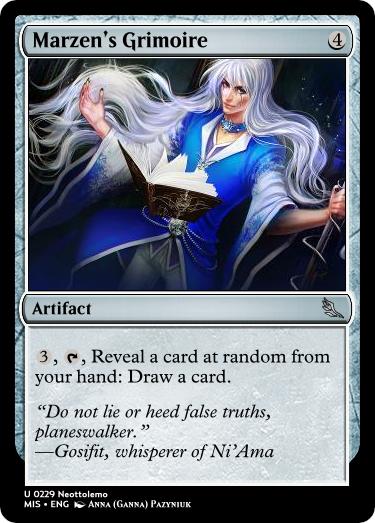 Marzen's Grimoire 4
Artifact
3, , Reveal a card at random from
your hand: Draw a card.
“Do not lie or heed false truths,
planeswalker.”
—Gosifit, whisperer of Ni'Ama
U 0229 Neottolemo
MIS • ENG Anna (Ganna) Pazyniuk